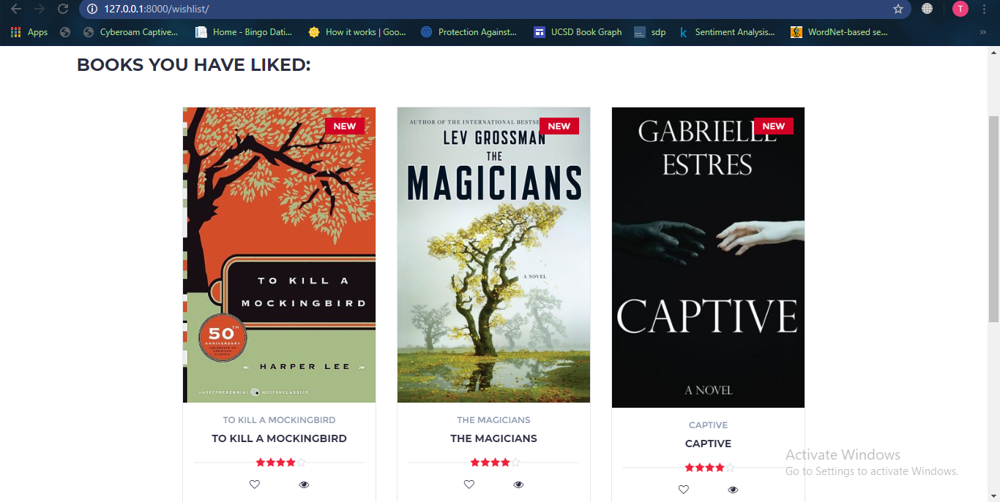 127.0.0.1:8000/wishlist/
T
Apps
Cyberoam Captive...
Home - Bingo Dati...
How it works | Goo...
Protection Against...
UCSD Book Graph
sdp
Sentiment Analysis...
WordNet-based se...
»
BOOKS YOU HAVE LIKED:
NEW
TO KILL A
MOCKINGBIRD
50TH
ANNIVERSARY
CELEBRATE AN
AMERICAN
CLASSIC
HARPER LEE
HARPERPERENNIAL MODERNCLASSICS
TO KILL A MOCKINGBIRD
TO KILL A MOCKINGBIRD
AUTHOR OF THE INTERNATIONAL
NEW
LEV GROSSMAN
THE
MAGICIANS
A NOVEL
THE MAGICIANS
THE MAGICIANS
NEW
GABRIELLE
ESTRES
CAPTIVE
A NOVEL
CAPTIVE
CAPTIVE
Activate Windows
Go to Settings to activate Windows.